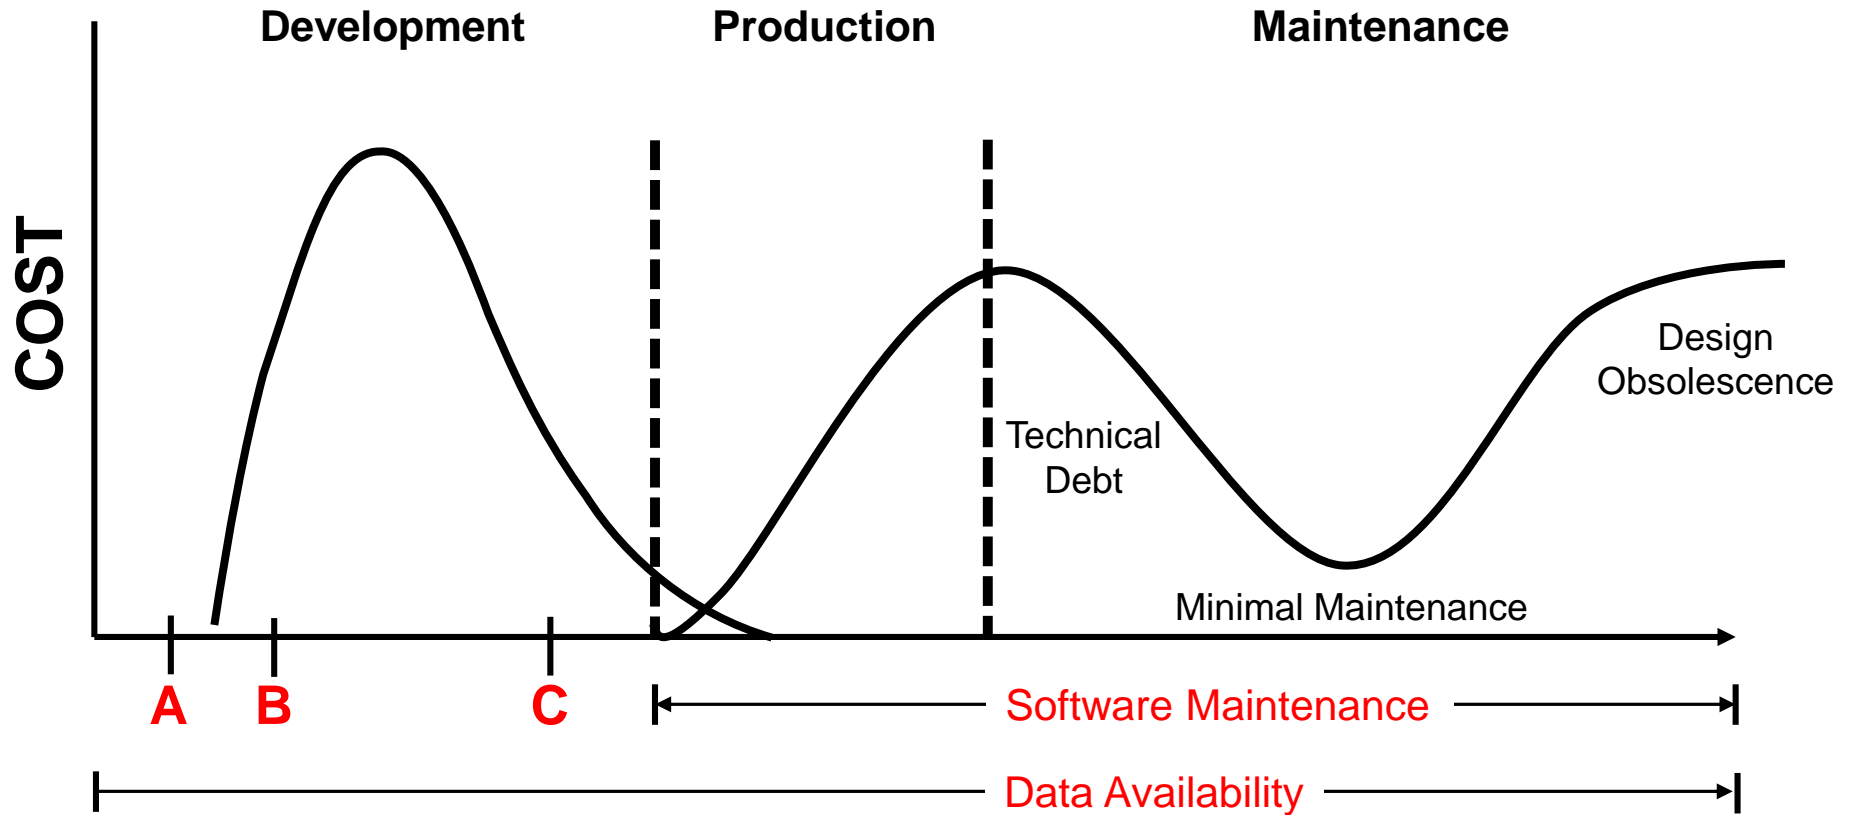 Development
Production
Maintenance
COST
Design
Obsolescence
Technical
Debt
Minimal Maintenance
A
B
C
Software Maintenance
Data Availability